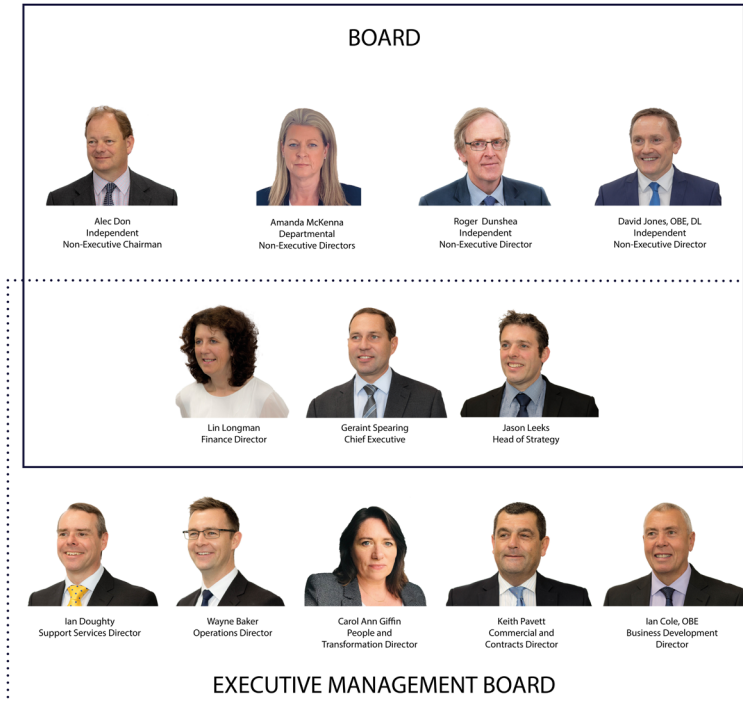 BOARD
Alec Don
Independent
Non-Executive Chairman
Amanda McKenna
Departmental
Non-Executive Directors
Roger Dunshea
Independent
Non-Executive Director
David Jones, OBE, DL
Independent
Non-Executive Director
Lin Longman
Finance Director
Geraint Spearing
Chief Executive
Jason Leeks
Head of Strategy
Ian Doughty
Support Services Director
Wayne Baker
Operations Director
Carol Ann Giffin
People and
Transformation Director
Keith Pavett
Commercial and
Contracts Director
Ian Cole, OBE
Business Development
Director
EXECUTIVE MANAGEMENT BOARD